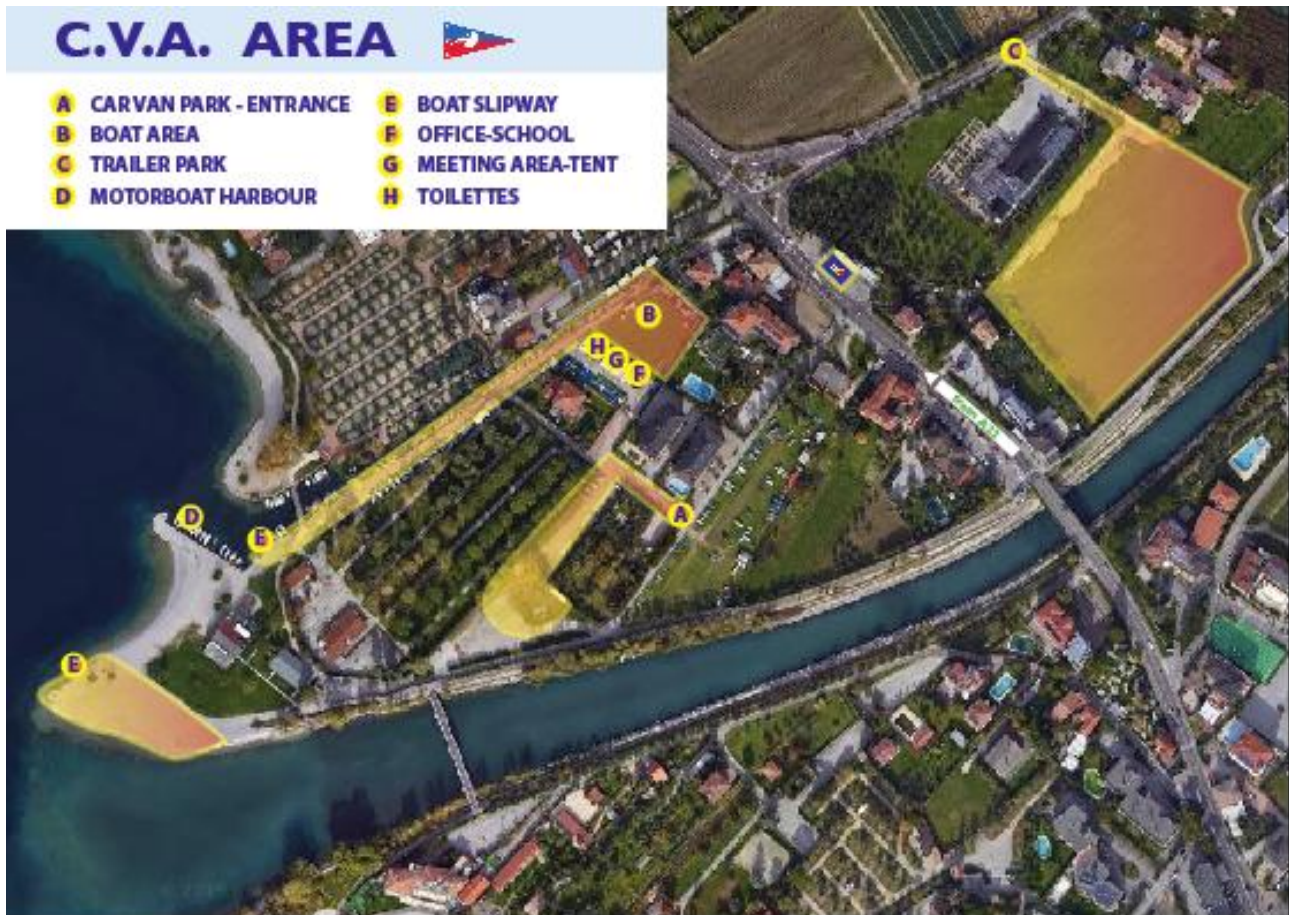 C.V.A. AREA
A CARVAN PARK - ENTRANCE
B BOAT AREA
C TRAILER PARK
D MOTORBOAT HARBOUR
E BOAT SLIPWAY
F OFFICE-SCHOOL
G MEETING AREA-TENT
H TOILETTES
C
B
H
G
F
A
D
E
E